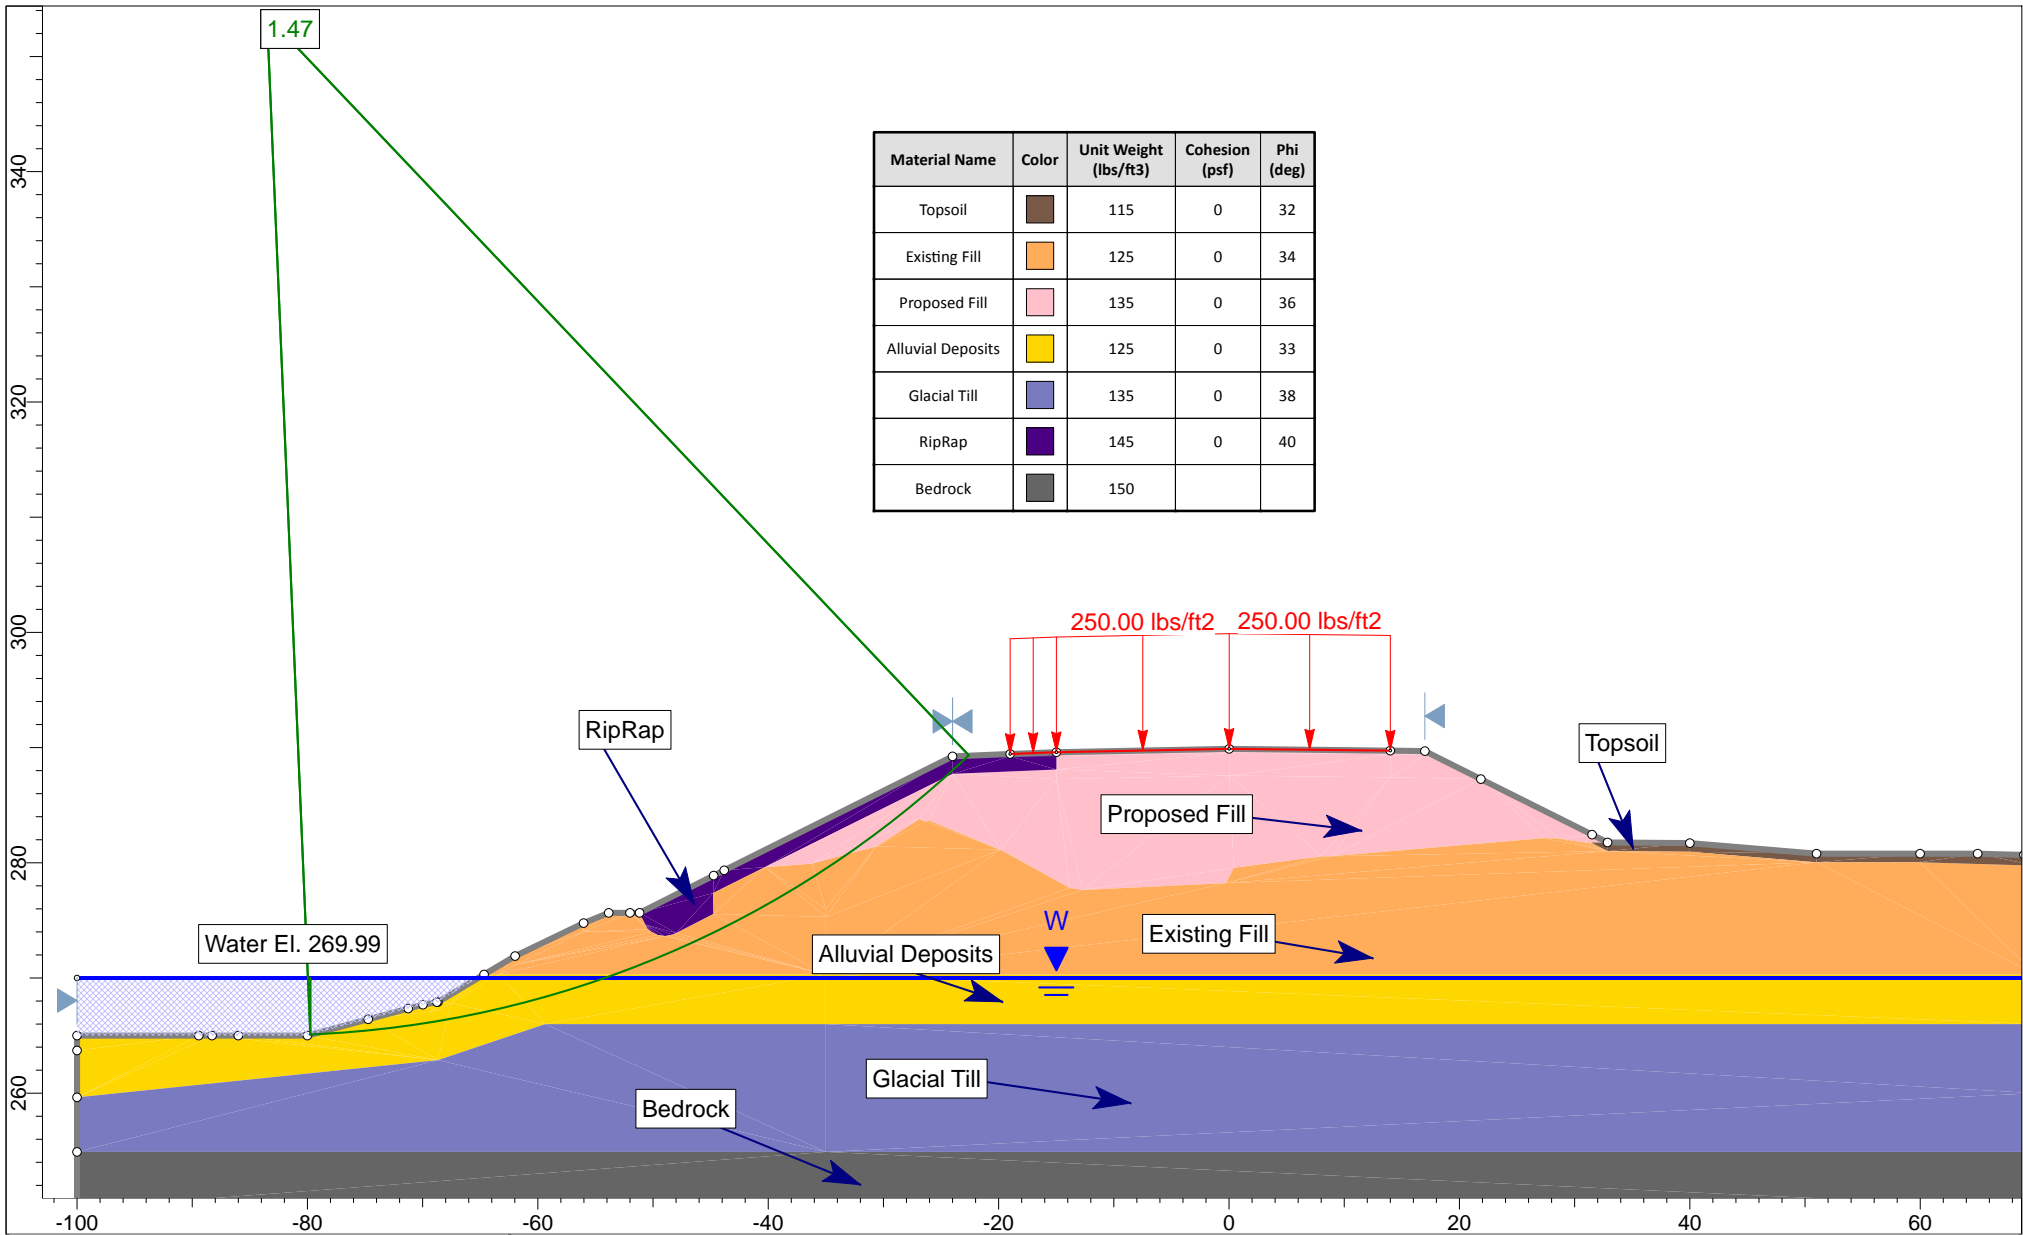 1.47
Material Name Color Unit Weight (lbs/ft3) Cohesion (psf) Phi (deg)
Topsoil 115 0 32
Existing Fill 125 0 34
Proposed Fill 135 0 36
Alluvial Deposits 125 0 33
Glacial Till 135 0 38
RipRap 145 0 40
Bedrock 150
340
320
300
280
260
250.00 lbs/ft2 250.00 lbs/ft2
RipRap
Topsoil
Proposed Fill
Water El. 269.99
W
Existing Fill
Alluvial Deposits
Glacial Till
Bedrock
-100 -80 -60 -40 -20 0 20 40 60